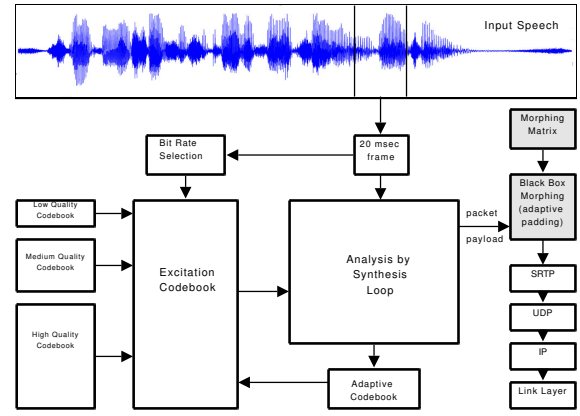 Input Speech
Bit Rate
Selection
20 msec
frame
Morphing
Matrix
Low Quality
Codebook
Medium Quality
Codebook
High Quality
Codebook
Excitation
Codebook
Analysis by
Synthesis
Loop
packet
payload
Black Box
Morphing
(adaptive
padding)
SRTP
UDP
IP
Link Layer
Adaptive
Codebook